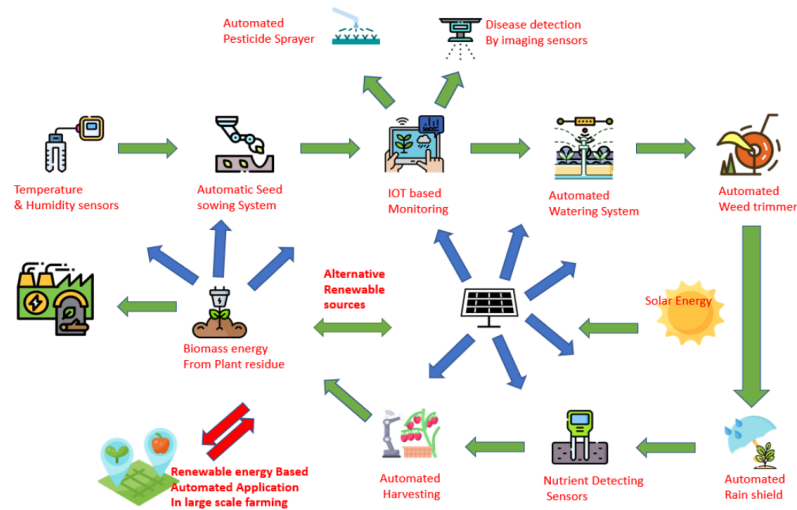 Automated
Pesticide Sprayer
Disease detection
By imaging sensors
Temperature
& Humidity sensors
Automatic Seed
sowing System
IOT based
Monitoring
Automated
Watering System
Automated
Weed trimmer
Alternative
Renewable
sources
Solar Energy
Biomass energy
From Plant residue
Renewable energy Based
Automated Application
In large scale farming
Automated
Harvesting
Nutrient Detecting
Sensors
Automated
Rain shield